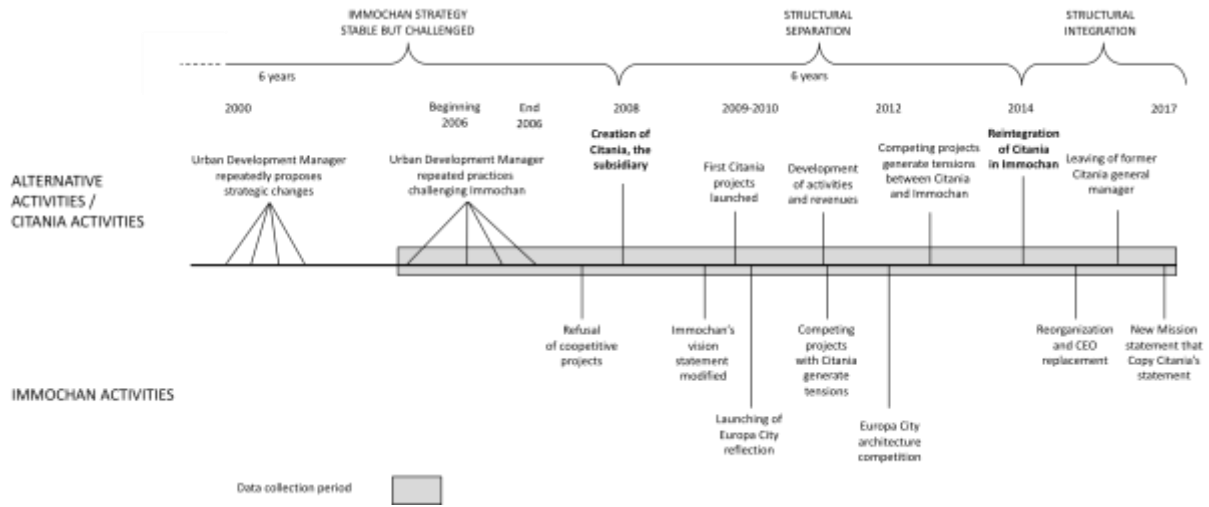 IMMOCHAN STRATEGY
STABLE BUT CHALLENGED
STRUCTURAL
SEPARATION
STRUCTURAL
INTEGRATION
6 years
6 years
2000
Beginning
2006
End
2006
2008
2009-2010
2012
2014
2017
Urban Development Manager
repeatedly proposes
strategic changes
Urban Development Manager
repeated practices
challenging Immochan
Creation of
Citania, the
subsidiary
First Citania
projects
launched
Development
of activities
and revenues
Competing projects
generate tensions
between Citania
and Immochan
Reintegration
of Citania
in Immochan
Leaving of former
Citania general
manager
ALTERNATIVE
ACTIVITIES /
CITANIA ACTIVITIES
Refusal
of coopetitive
projects
Immochan's
vision
statement
modified
Competing
projects
with Citania
generate
tensions
Reorganization
and CEO
replacement
New Mission
statement that
Copy Citania's
statement
IMMOCHAN ACTIVITIES
Launching of
Europa City
reflection
Europa City
architecture
competition
Data collection period